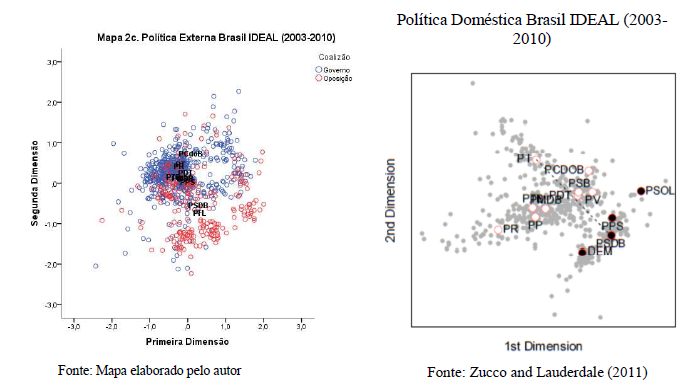 Mapa 2c. Política Externa Brasil IDEAL (2003-2010)
Coalizão
Governo
Oposição
3,0
2,0
1,0
,0
-1,0
-2,0
-3,0
Segunda Dimensão
PCdoB
PSDB
PFL
-3,0 -2,0 -1,0 ,0 1,0 2,0 3,0
Primeira Dimensão
Fonte: Mapa elaborado pelo autor
Política Doméstica Brasil IDEAL (2003-
2010)
2nd Dimension
PT
PCDOB
PSB
PSOL
PDT
PV
PMDB
PP
PR
PPS
PSDB
DEM
1st Dimension
Fonte: Zucco and Lauderdale (2011)